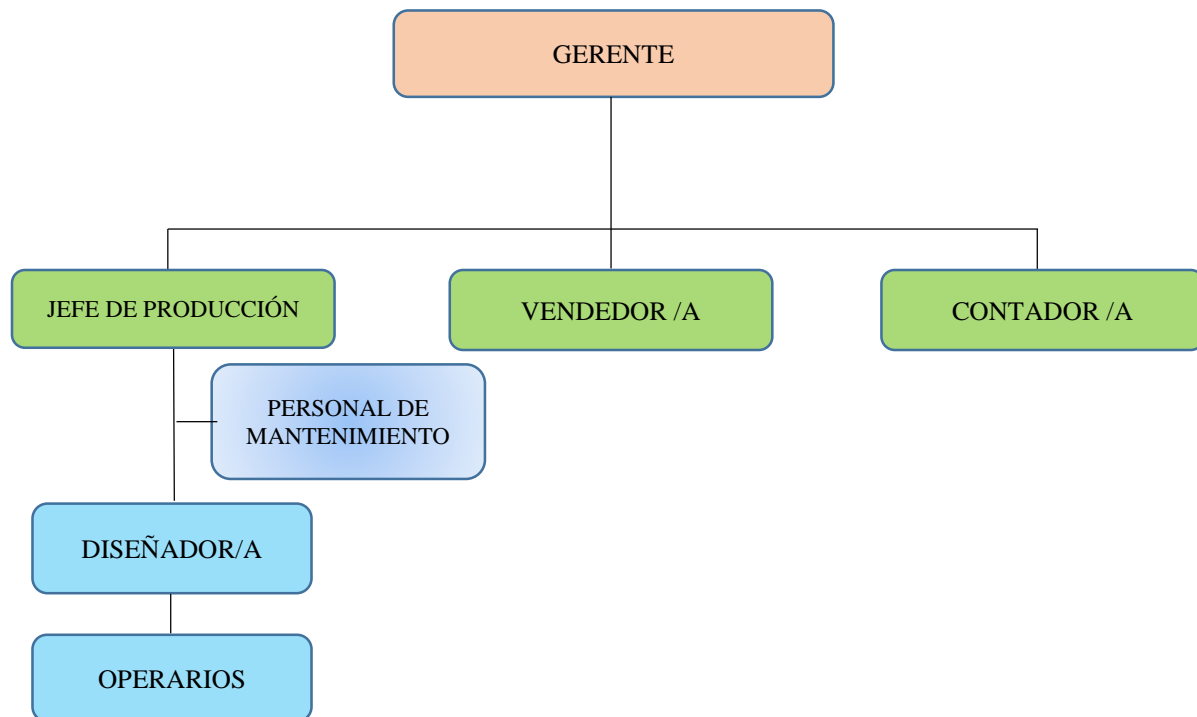 GERENTE
JEFE DE PRODUCCIÓN
VENDEDOR /A
CONTADOR /A
PERSONAL DE
MANTENIMIENTO
DISEÑADOR/A
OPERARIOS